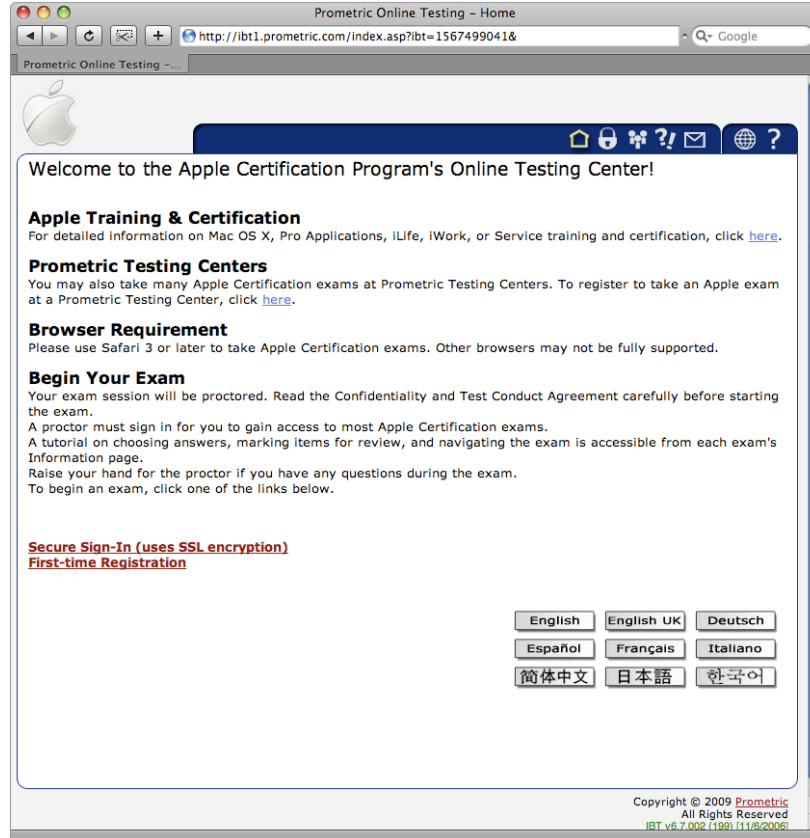 Prometric Online Testing – Home
http://ibt1.prometric.com/index.asp?ibt=1567499041&
Google
Prometric Online Testing –...
Welcome to the Apple Certification Program's Online Testing Center!
Apple Training & Certification
For detailed information on Mac OS X, Pro Applications, iLife, iWork, or Service training and certification, click here.
Prometric Testing Centers
You may also take many Apple Certification exams at Prometric Testing Centers. To register to take an Apple exam
at a Prometric Testing Center, click here.
Browser Requirement
Please use Safari 3 or later to take Apple Certification exams. Other browsers may not be fully supported.
Begin Your Exam
Your exam session will be proctored. Read the Confidentiality and Test Conduct Agreement carefully before starting
the exam.
A proctor must sign in for you to gain access to most Apple Certification exams.
A tutorial on choosing answers, marking items for review, and navigating the exam is accessible from each exam's
Information page.
Raise your hand for the proctor if you have any questions during the exam.
To begin an exam, click one of the links below.
Secure Sign-In (uses SSL encryption)
First-time Registration
English English UK Deutsch
Español Français Italiano
简体中文 日本語 한국어
Copyright © 2009 Prometric
All Rights Reserved
IBT v6.7.002 (199) [11/6/2006]